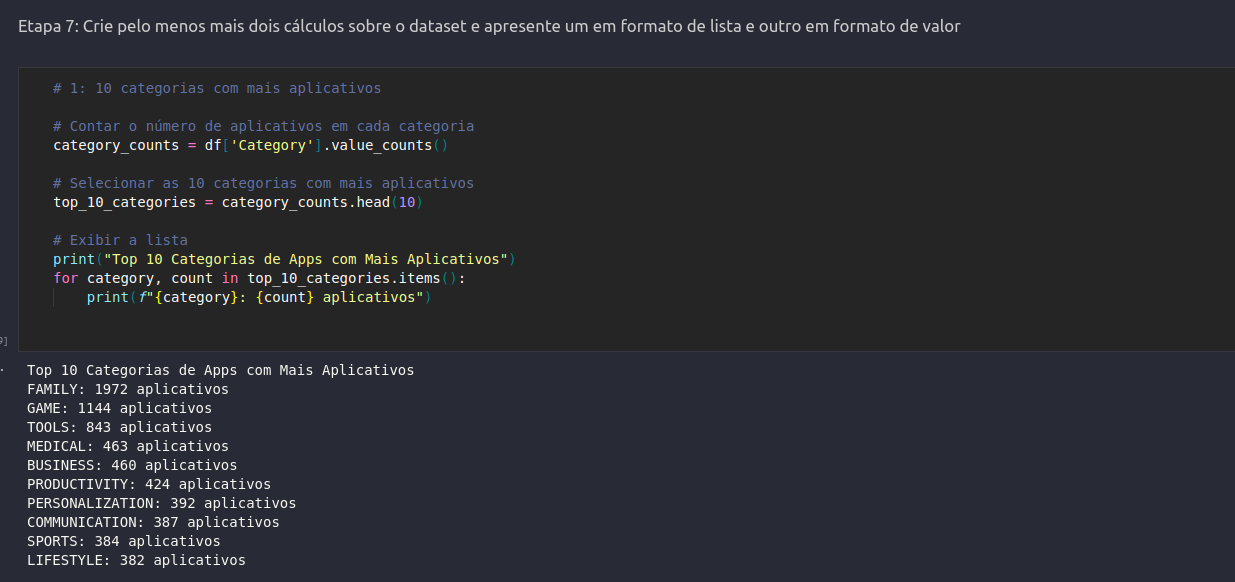 Etapa 7: Crie pelo menos mais dois cálculos sobre o dataset e apresente um em formato de lista e outro em formato de valor
# 1: 10 categorias com mais aplicativos
# Contar o número de aplicativos em cada categoria
category_counts = df['Category'].value_counts()
# Selecionar as 10 categorias com mais aplicativos
top_10_categories = category_counts.head(10)
# Exibir a lista
print("Top 10 Categorias de Apps com Mais Aplicativos")
for category, count in top_10_categories.items():
    print(f"{category}: {count} aplicativos")
Top 10 Categorias de Apps com Mais Aplicativos
FAMILY: 1972 aplicativos
GAME: 1144 aplicativos
TOOLS: 843 aplicativos
MEDICAL: 463 aplicativos
BUSINESS: 460 aplicativos
PRODUCTIVITY: 424 aplicativos
PERSONALIZATION: 392 aplicativos
COMMUNICATION: 387 aplicativos
SPORTS: 384 aplicativos
LIFESTYLE: 382 aplicativos